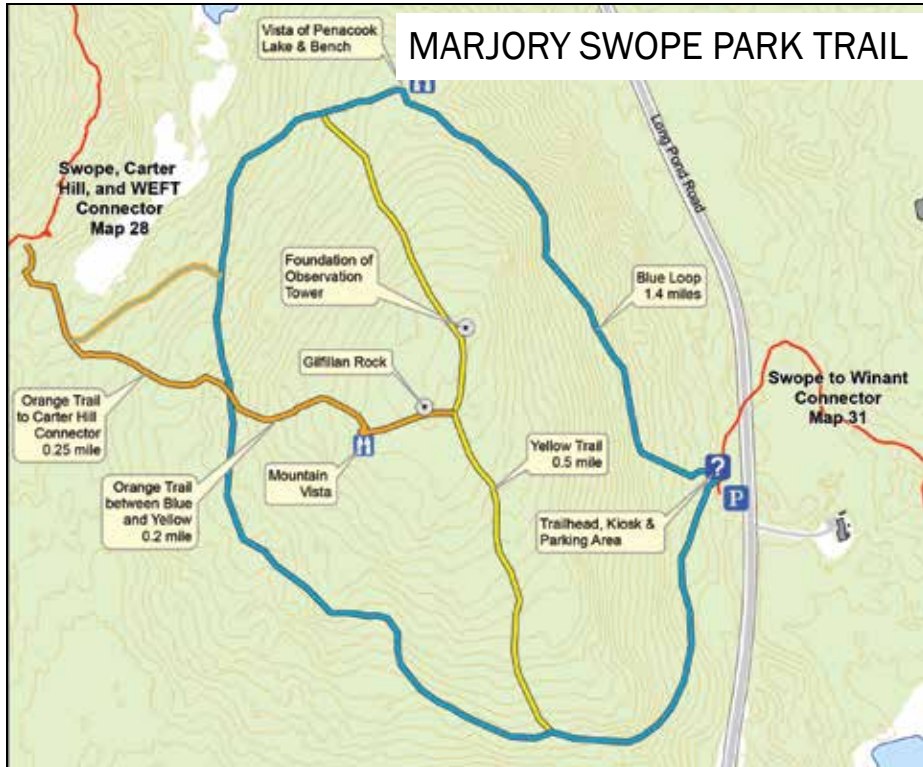 MARJORY SWOPE PARK TRAIL
Vista of Penacook
Lake & Bench
Long Pond Road
Swope, Carter
Hill, and WEFT
Connector
Map 28
Foundation of
Observation
Tower
Blue Loop
1.4 miles
Gilfillan Rock
Swope to Winant
Connector
Map 31
Orange Trail
to Carter Hill
Connector
0.25 mile
Mountain
Vista
Yellow Trail
0.5 mile
Orange Trail
between Blue
and Yellow
0.2 mile
?
P
Trailhead, Kiosk &
Parking Area